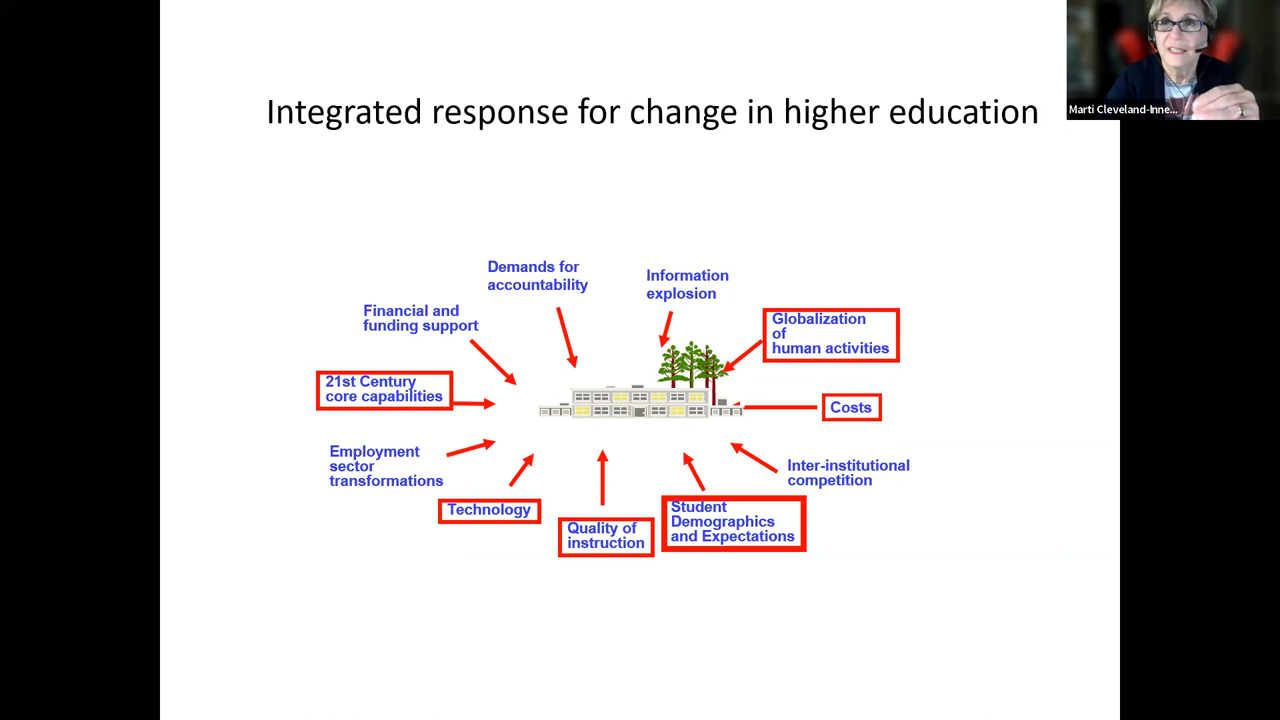 Marti Cleveland-Inne...
Integrated response for change in higher education
Demands for
accountability
Information
explosion
Financial and
funding support
Globalization
of
human activities
21st Century
core capabilities
Costs
Employment
sector
transformations
Inter-institutional
competition
Technology
Quality of
instruction
Student
Demographics
and Expectations